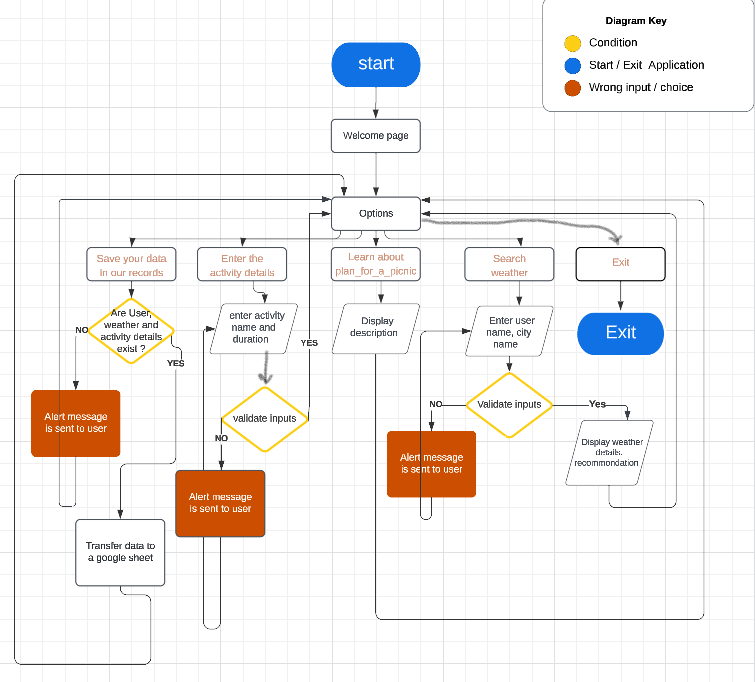 Diagram Key
Condition
Start / Exit Application
Wrong input / choice
start
Welcome page
Options
Save your data
In our records
Enter the
activity details
Learn about
plan_for_a_picnic
Search
weather
Exit
Are User,
weather and
activity details
exist ?
NO
YES
enter activity
name and
duration
YES
Display
description
Enter user
name, city
name
Exit
Alert message
is sent to user
validate inputs
NO
Validate inputs
NO
Yes
Alert message
is sent to user
Display weather
details.
recommondation
Alert message
is sent to user
Transfer data to
a google sheet